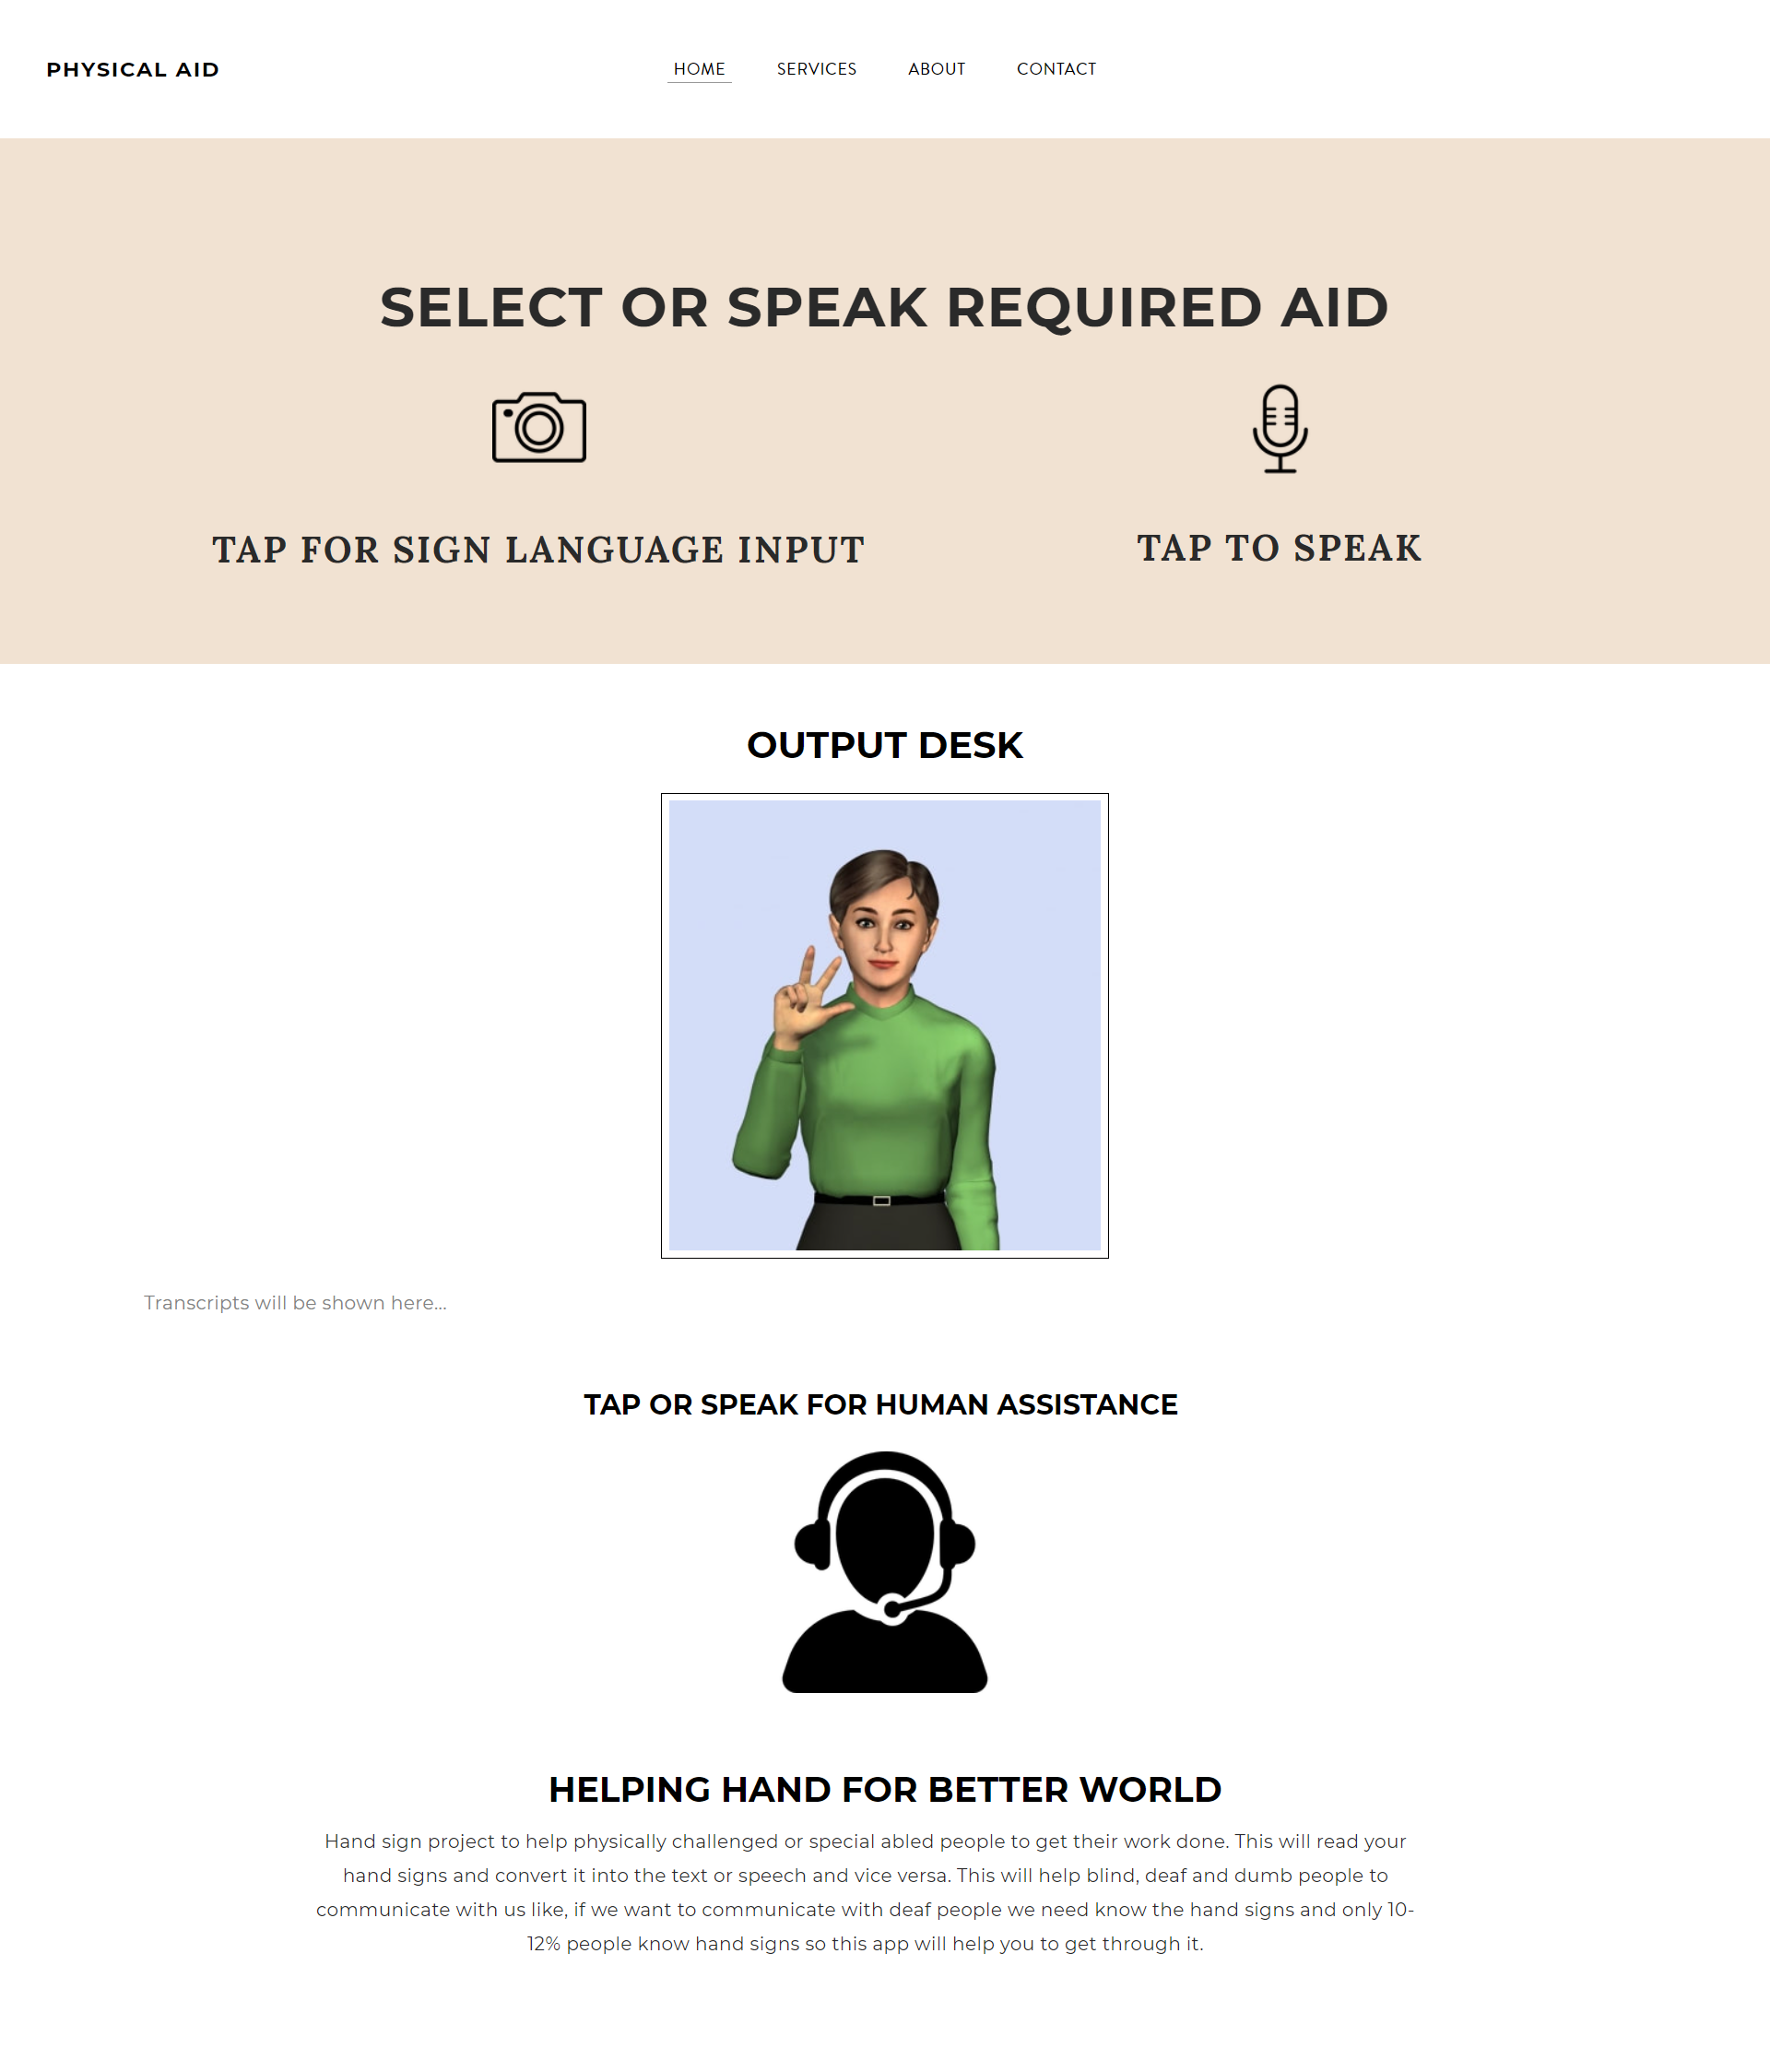 PHYSICAL AID
HOME SERVICES ABOUT CONTACT
SELECT OR SPEAK REQUIRED AID
TAP FOR SIGN LANGUAGE INPUT
TAP TO SPEAK
OUTPUT DESK
Transcripts will be shown here...
TAP OR SPEAK FOR HUMAN ASSISTANCE
HELPING HAND FOR BETTER WORLD
Hand sign project to help physically challenged or special abled people to get their work done. This will read your
hand signs and convert it into the text or speech and vice versa. This will help blind, deaf and dumb people to
communicate with us like, if we want to communicate with deaf people we need know the hand signs and only 10-
12% people know hand signs so this app will help you to get through it.